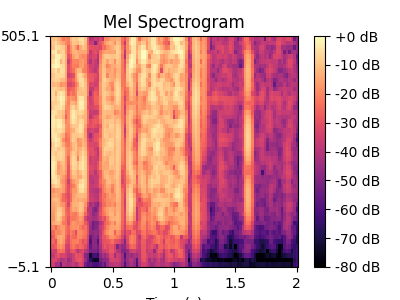 Mel Spectrogram
505.1
−5.1
0
0.5
1
1.5
2
+0 dB
-10 dB
-20 dB
-30 dB
-40 dB
-50 dB
-60 dB
-70 dB
-80 dB